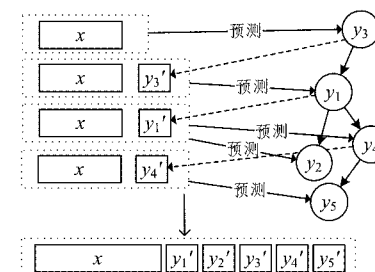 x 预测 y₃
x y₃′ 预测 y₁
x y₁′ 预测 y₄
预测 y₂
x y₄′ 预测 y₅
x y₁′ y₂′ y₃′ y₄′ y₅′